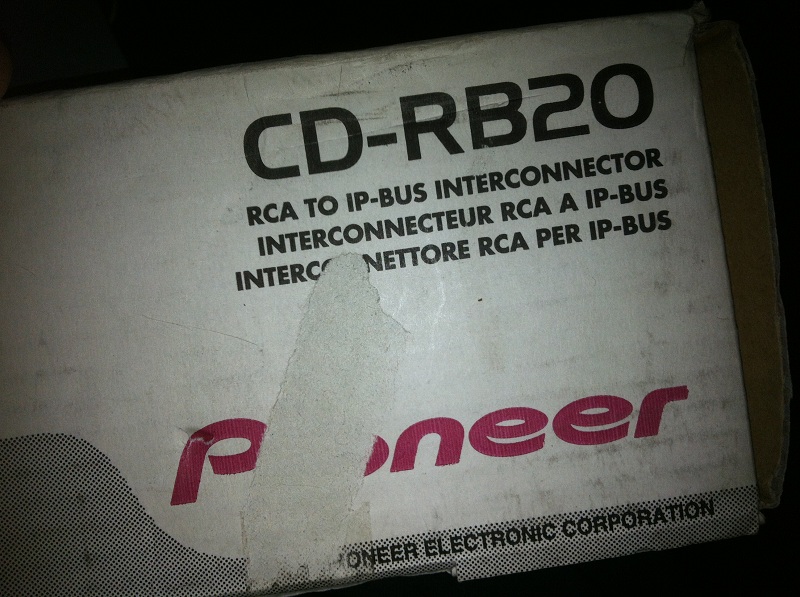 CD-RB20
RCA TO IP-BUS INTERCONNECTOR
INTERCONNECTEUR RCA A IP-BUS
RCA PER IP-BUS
ELECTRONIC CORPORATION